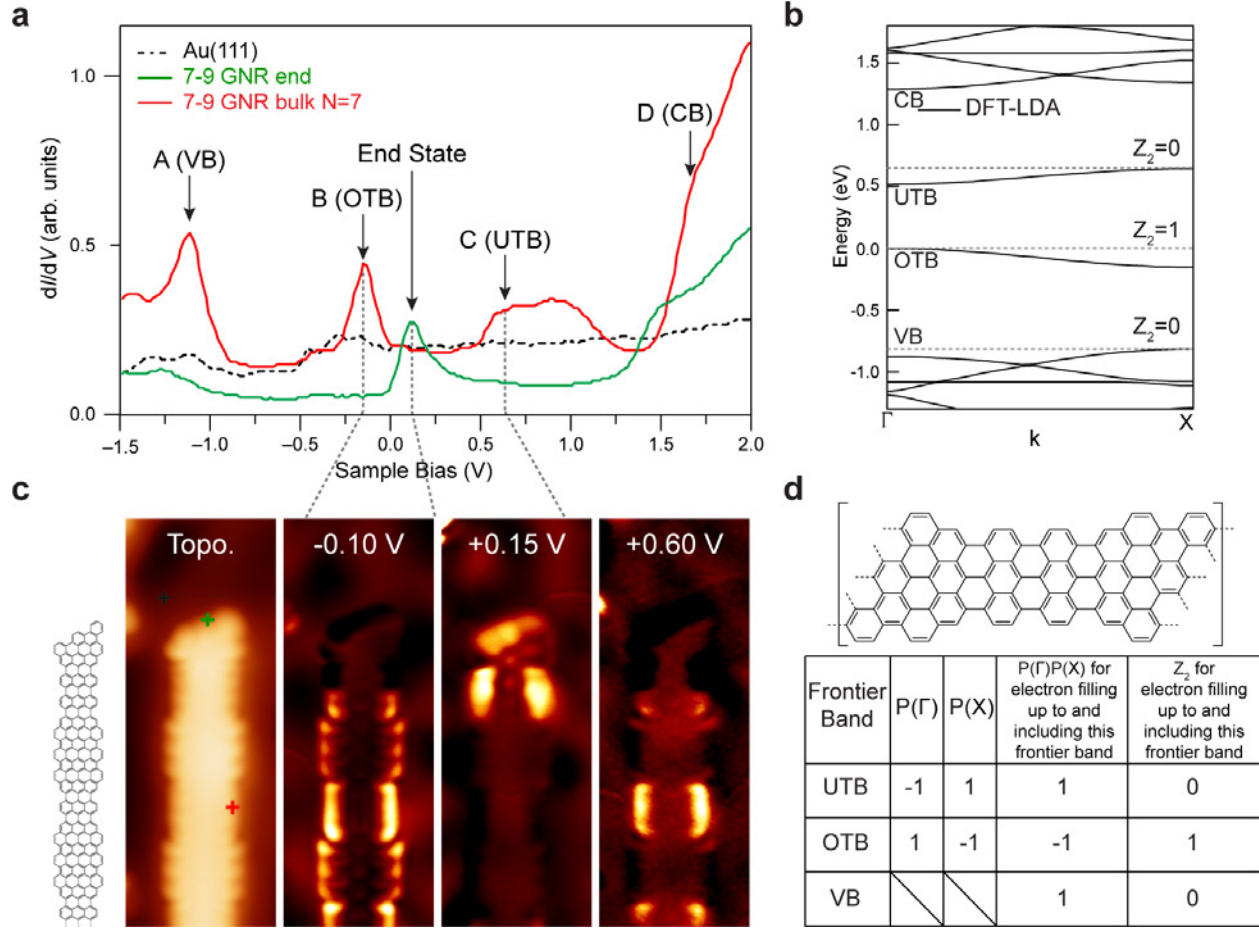 a
Au(111)
7-9 GNR end
7-9 GNR bulk N=7
A (VB)
B (OTB)
End State
C (UTB)
D (CB)
dI/dV (arb. units)
1.0
0.5
0.0
−1.5
−1.0
−0.5
0.0
0.5
1.0
1.5
2.0
Sample Bias (V)
b
Energy (eV)
1.5
1.0
0.5
0.0
-0.5
-1.0
CB
DFT-LDA
Z₂=0
UTB
Z₂=1
OTB
VB
Z₂=0
Γ
k
X
c
Topo.
-0.10 V
+0.15 V
+0.60 V
d
Frontier
Band
P(Γ)
P(X)
P(Γ)P(X) for
electron filling
up to and
including this
frontier band
Z₂ for
electron filling
up to and
including this
frontier band
UTB -1 1 1 0
OTB 1 -1 -1 1
VB 1 0